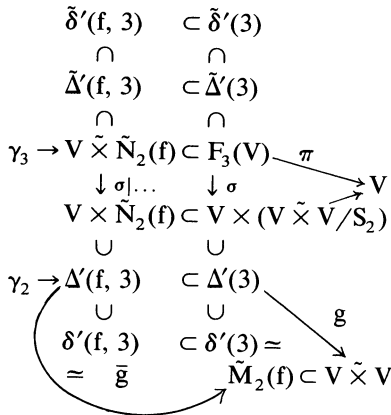 δ̃′(f, 3) ⊂ δ̃′(3)
∩ ∩
Δ̃′(f, 3) ⊂ Δ̃′(3)
∩ ∩
γ₃ → V ×̃ Ñ₂(f) ⊂ F₃(V) π
↓ σ|... ↓ σ V
V × Ñ₂(f) ⊂ V × (V ×̃ V/S₂)
∪ ∪
γ₂ → Δ′(f, 3) ⊂ Δ′(3)
∪ ∪ g
δ′(f, 3) ⊂ δ′(3) ≃
≃ ḡ M̃₂(f) ⊂ V ×̃ V